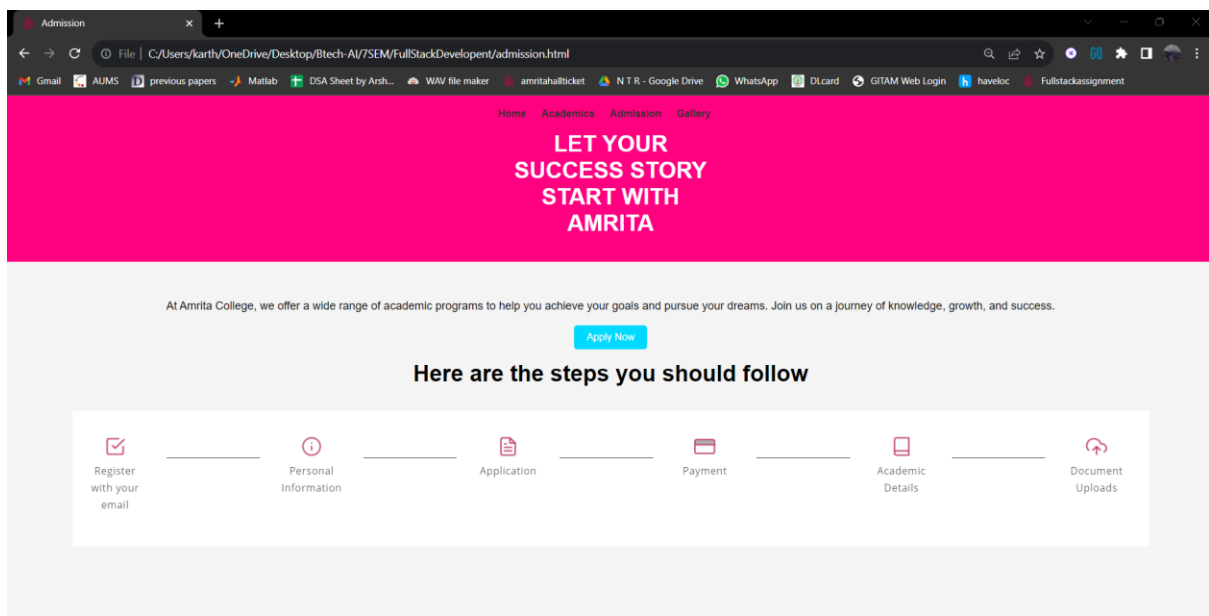 Admission
File | C:/Users/karth/OneDrive/Desktop/Btech-AI/7SEM/FullStackDevelopent/admission.html
GO
Gmail AUMS previous papers Matlab DSA Sheet by Arsh... WAV file maker amritahallticket N T R - Google Drive WhatsApp DLcard GITAM Web Login haveloc Fullstackassignment
Home Academics Admission Gallery
LET YOUR
SUCCESS STORY
START WITH
AMRITA
At Amrita College, we offer a wide range of academic programs to help you achieve your goals and pursue your dreams. Join us on a journey of knowledge, growth, and success.
Apply Now
Here are the steps you should follow
Register
with your
email
Personal
Information
Application
Payment
Academic
Details
Document
Uploads